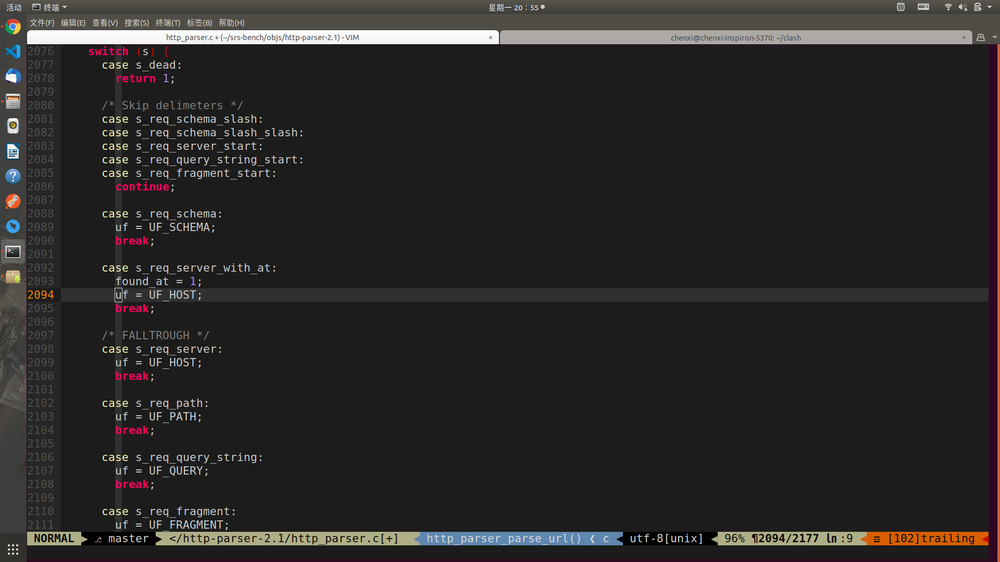 活动 终端 星期一 20：55
文件(F) 编辑(E) 查看(V) 搜索(S) 终端(T) 标签(B) 帮助(H)
http_parser.c + (~/srs-bench/objs/http-parser-2.1) - VIM × chenxi@chenxi-Inspiron-5370: ~/clash ×
2076 switch (s) {
2077 case s_dead:
2078 return 1;
2079
2080 /* Skip delimeters */
2081 case s_req_schema_slash:
2082 case s_req_schema_slash_slash:
2083 case s_req_server_start:
2084 case s_req_query_string_start:
2085 case s_req_fragment_start:
2086 continue;
2087
2088 case s_req_schema:
2089 uf = UF_SCHEMA;
2090 break;
2091
2092 case s_req_server_with_at:
2093 found_at = 1;
2094 uf = UF_HOST;
2095 break;
2096
2097 /* FALLTROUGH */
2098 case s_req_server:
2099 uf = UF_HOST;
2100 break;
2101
2102 case s_req_path:
2103 uf = UF_PATH;
2104 break;
2105
2106 case s_req_query_string:
2107 uf = UF_QUERY;
2108 break;
2109
2110 case s_req_fragment:
2111 uf = UF_FRAGMENT;
NORMAL master </http-parser-2.1/http_parser.c[+] http_parser_parse_url() ❮ c utf-8[unix] 96% ¶2094/2177 ㏑:9 ☲ [102]trailing